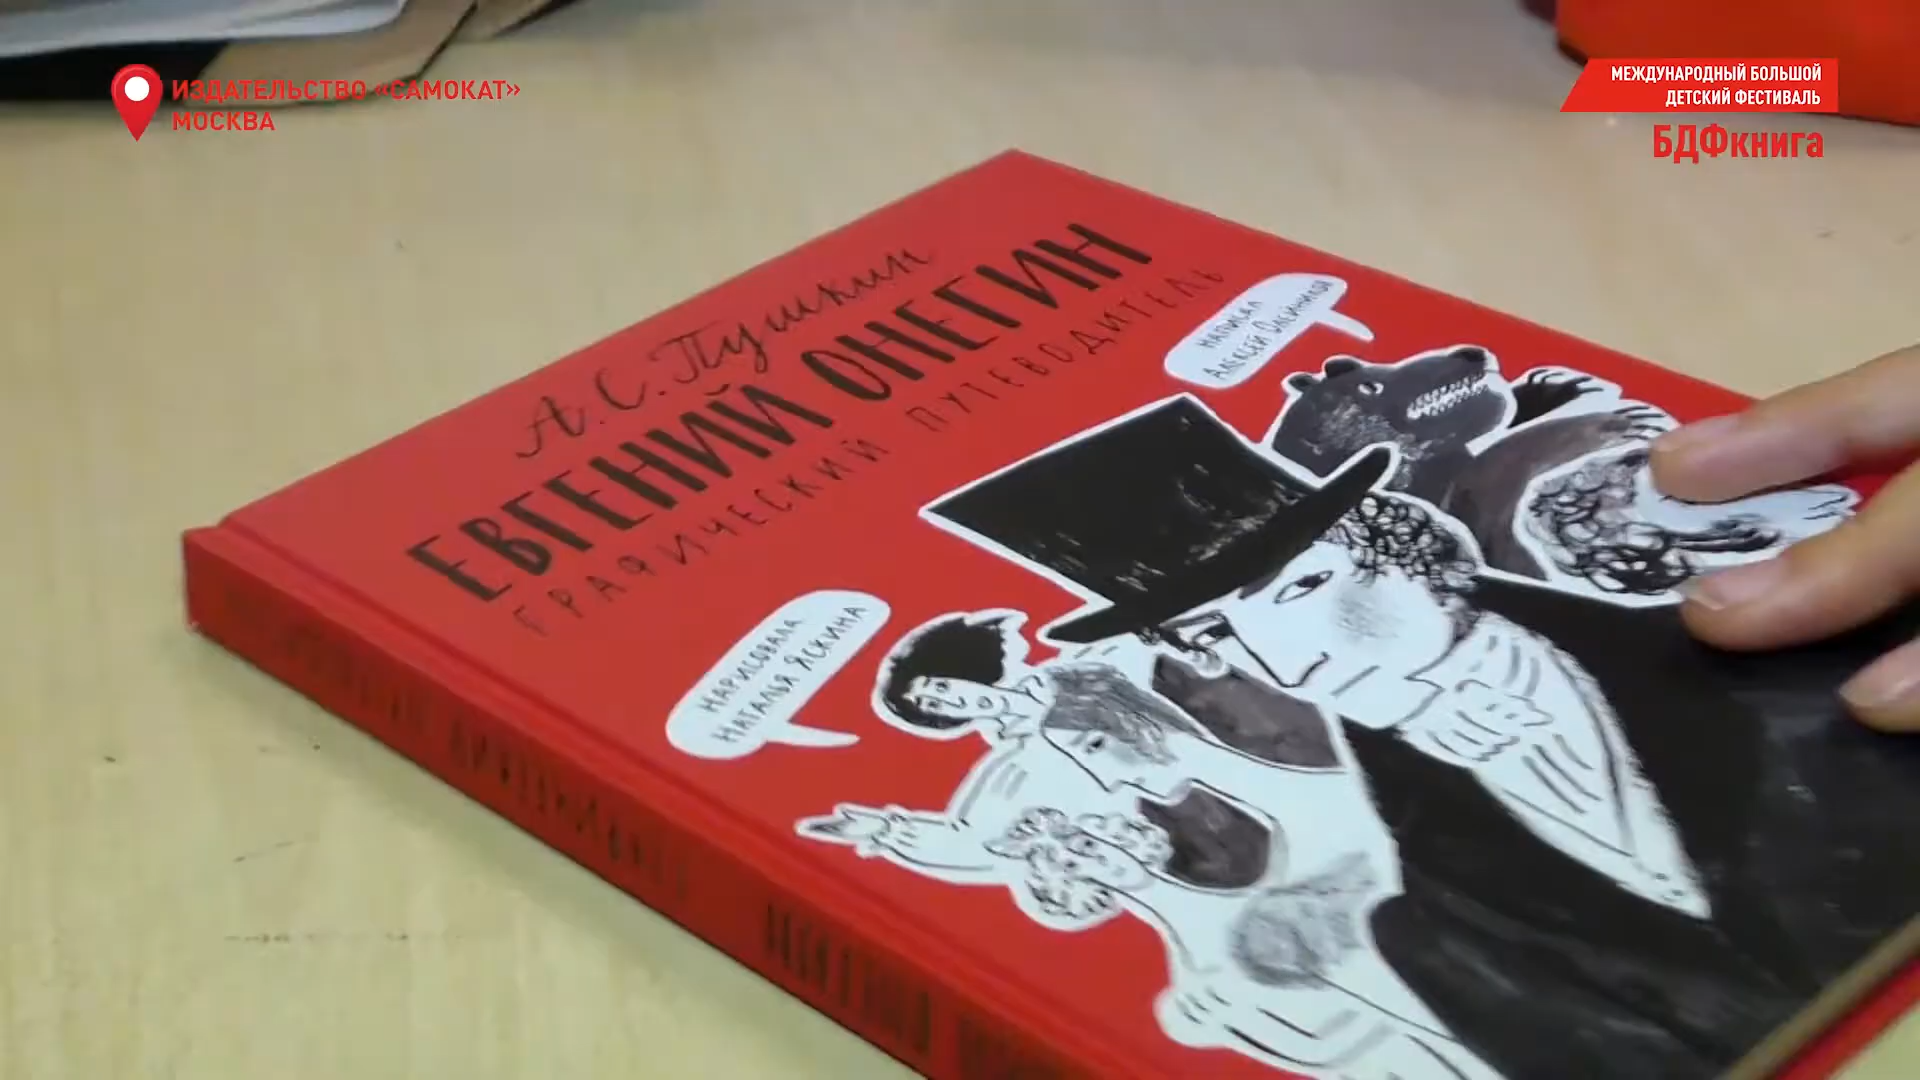 ИЗДАТЕЛЬСТВО «САМОКАТ»
МОСКВА
МЕЖДУНАРОДНЫЙ БОЛЬШОЙ
ДЕТСКИЙ ФЕСТИВАЛЬ
БДФкнига
А.С. Пушкин
ЕВГЕНИЙ ОНЕГИН
ГРАФИЧЕСКИЙ ПУТЕВОДИТЕЛЬ
НАПИСАЛ
АЛЕКСЕЙ ОЛЕЙНИКОВ
НАРИСОВАЛА
НАТАЛЬЯ ЯСКИНА